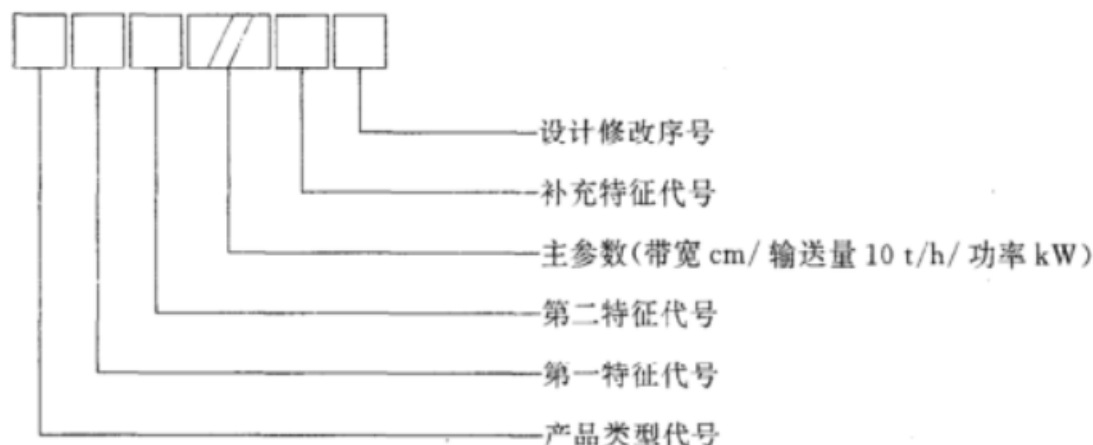 设计修改序号
补充特征代号
主参数(带宽 cm/ 输送量 10 t/h/ 功率 kW)
第二特征代号
第一特征代号
产品类型代号